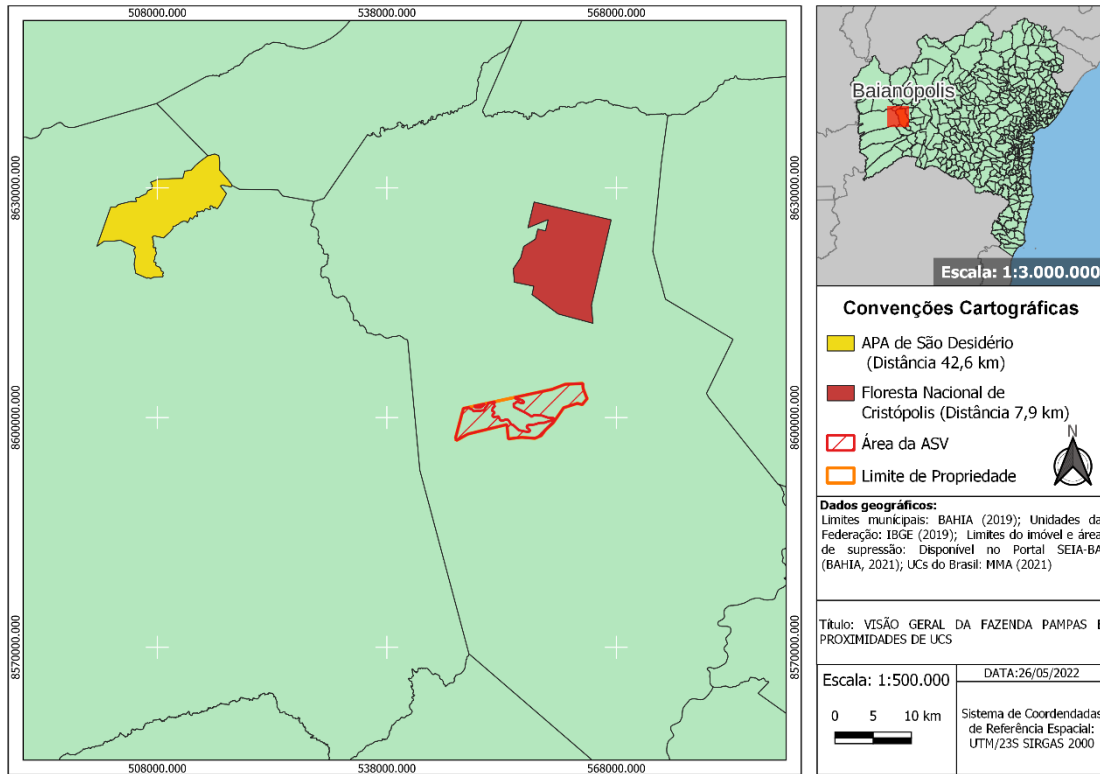 508000.000 538000.000 568000.000
8630000.000
8600000.000
8570000.000
8630000.000
8600000.000
8570000.000
508000.000 538000.000 568000.000
Baianópolis
Escala: 1:3.000.000
Convenções Cartográficas
APA de São Desidério
(Distância 42,6 km)
Floresta Nacional de
Cristópolis (Distância 7,9 km)
Área da ASV
Limite de Propriedade
N
Dados geográficos:
Limites municipais: BAHIA (2019); Unidades da
Federação: IBGE (2019); Limites do imóvel e área
de supressão: Disponível no Portal SEIA-BA
(BAHIA, 2021); UCs do Brasil: MMA (2021)
Título: VISÃO GERAL DA FAZENDA PAMPAS E
PROXIMIDADES DE UCS
Escala: 1:500.000
0 5 10 km
DATA:26/05/2022
Sistema de Coordendadas
de Referência Espacial:
UTM/23S SIRGAS 2000